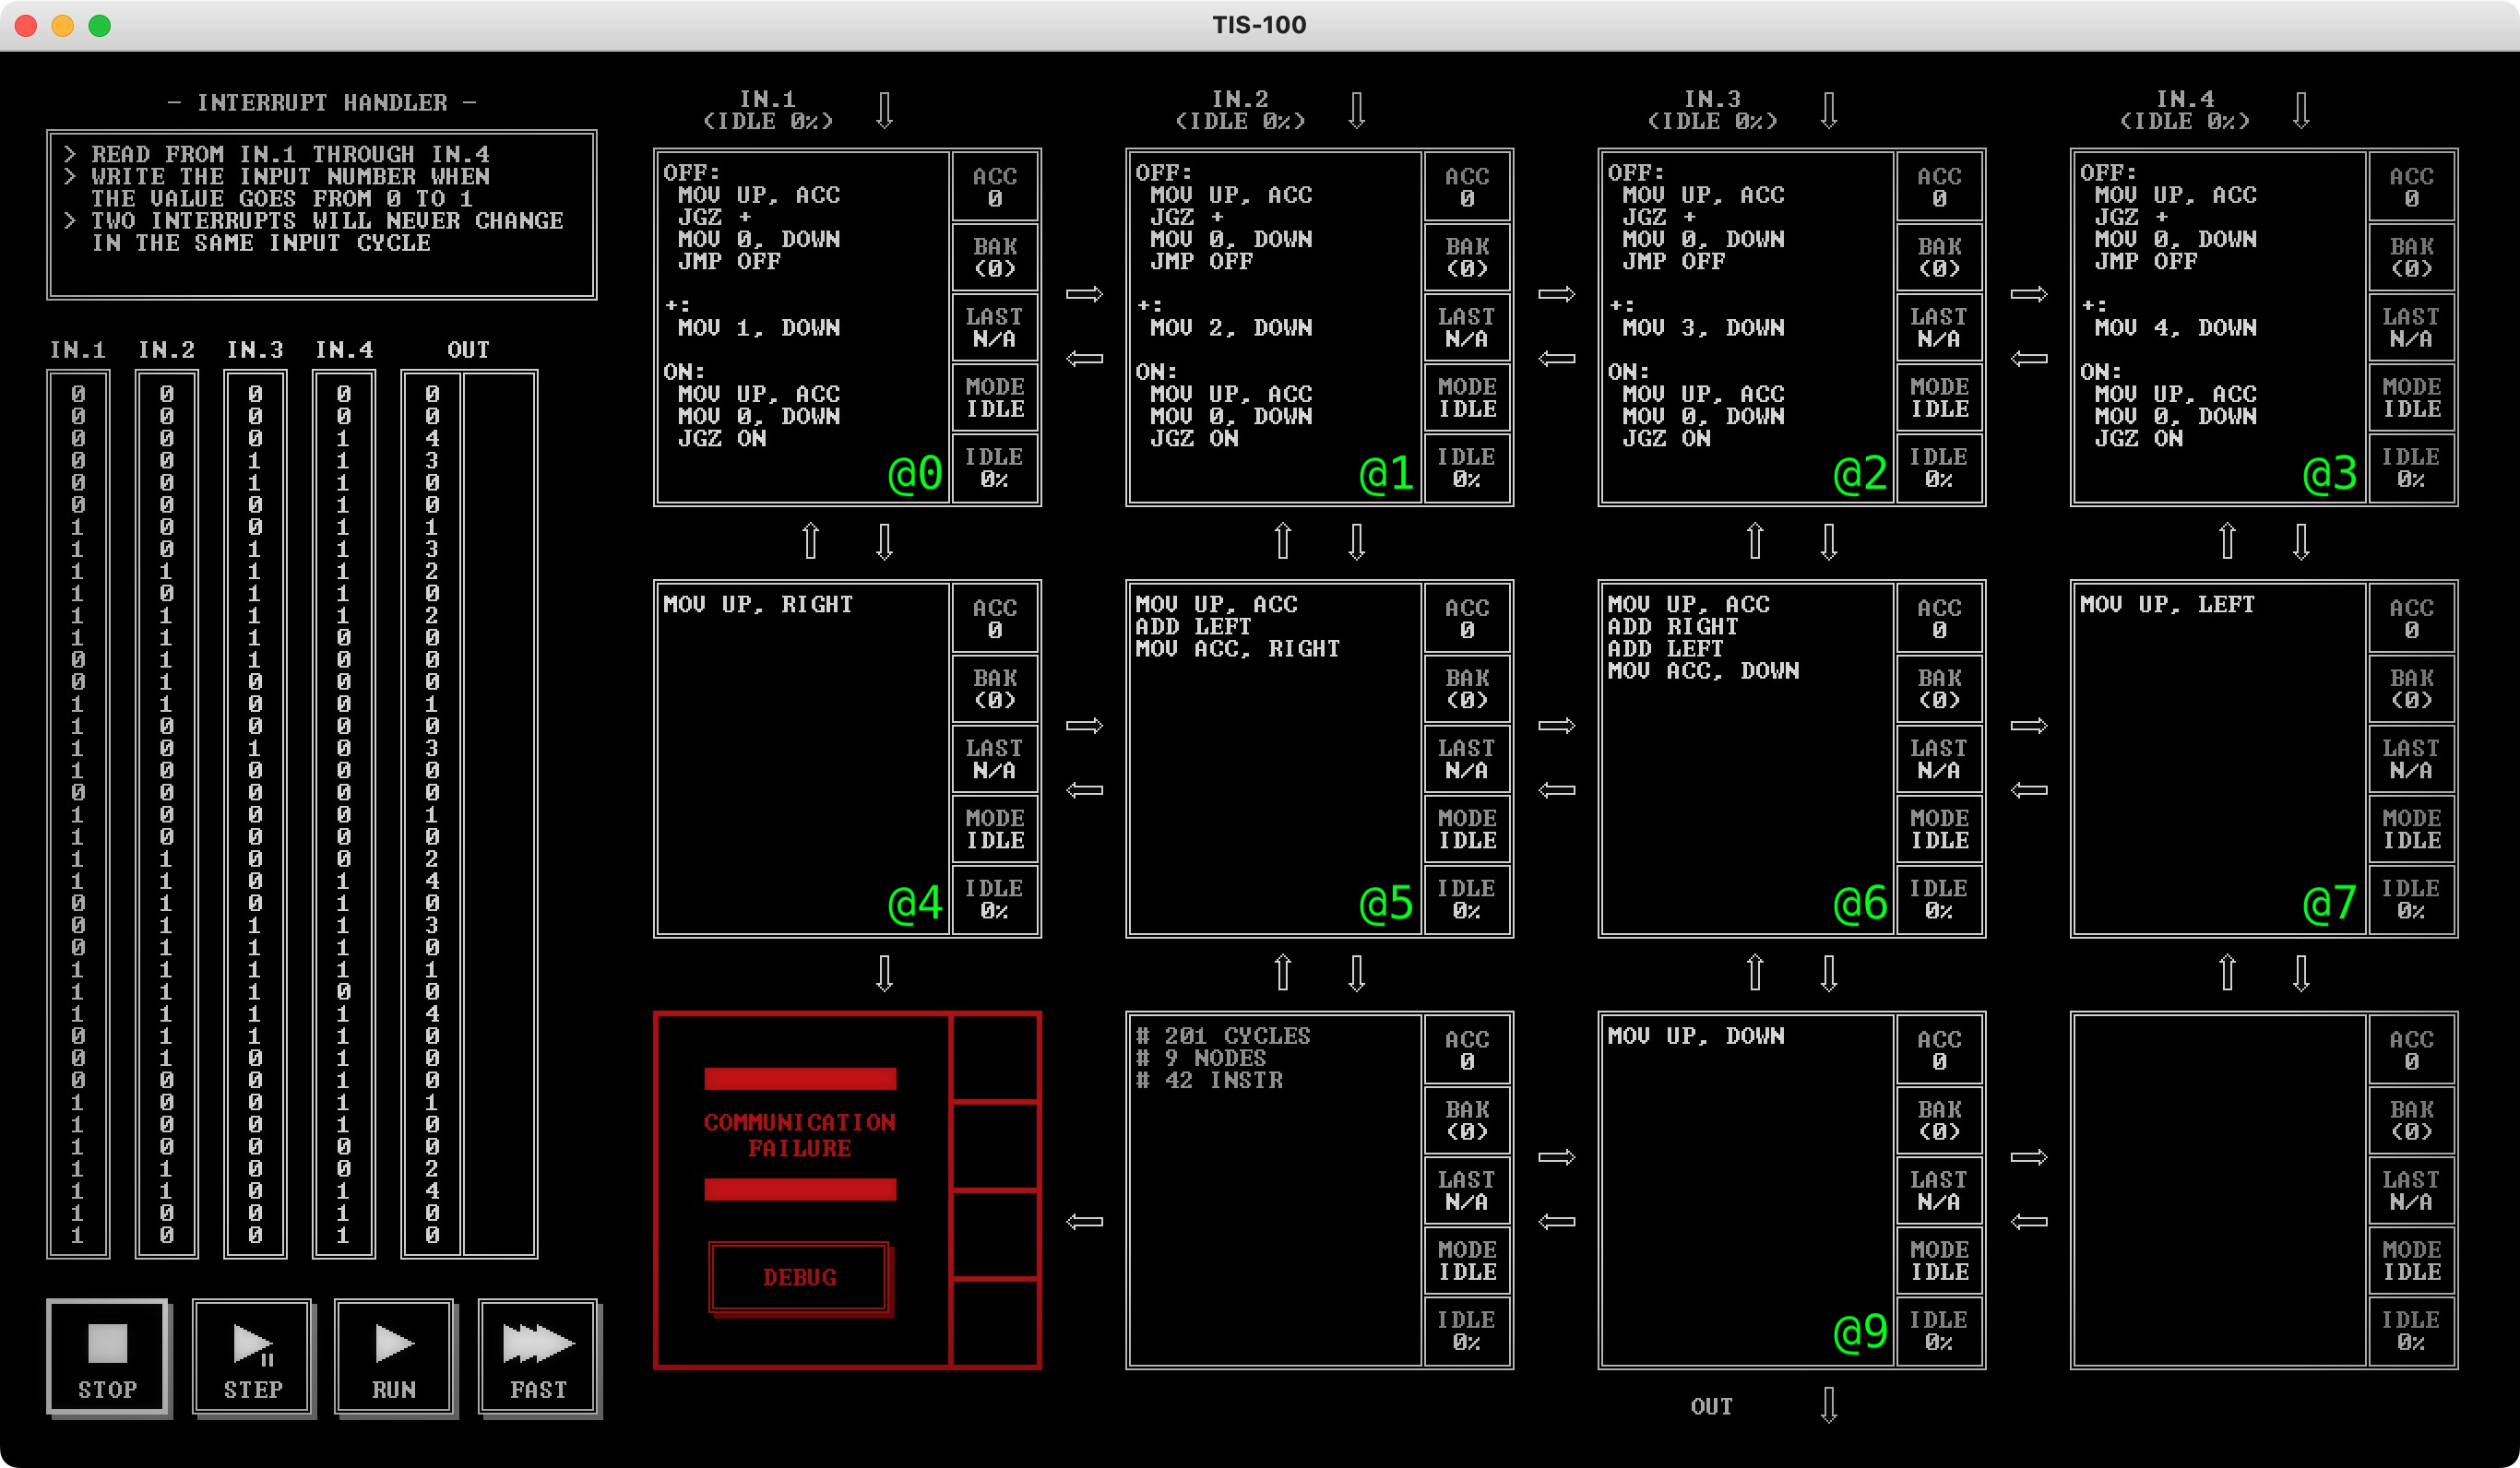 TIS-100
- INTERRUPT HANDLER -
> READ FROM IN.1 THROUGH IN.4
> WRITE THE INPUT NUMBER WHEN
THE VALUE GOES FROM 0 TO 1
> TWO INTERRUPTS WILL NEVER CHANGE
IN THE SAME INPUT CYCLE
IN.1 IN.2 IN.3 IN.4 OUT
0 0 0 0 0
0 0 0 0 0
0 0 0 1 4
0 0 1 1 3
0 0 1 1 0
0 0 0 1 0
1 0 0 1 1
1 0 1 1 3
1 1 1 1 2
1 0 1 1 0
1 1 1 1 2
1 1 1 0 0
0 1 1 0 0
0 1 0 0 0
1 1 0 0 1
1 0 0 0 0
1 0 1 0 3
1 0 0 0 0
0 0 0 0 0
1 0 0 0 1
1 0 0 0 0
1 1 0 0 2
1 1 0 1 4
0 1 0 1 0
0 1 1 1 3
0 1 1 1 0
1 1 1 1 1
1 1 1 0 0
1 1 1 1 4
0 1 1 1 0
0 1 0 1 0
0 0 0 1 0
1 0 0 1 1
1 0 0 1 0
1 0 0 0 0
1 1 0 0 2
1 1 0 1 4
1 0 0 1 0
1 0 0 1 0
STOP
STEP
RUN
FAST
IN.1
(IDLE 0%)
OFF:
MOV UP, ACC
JGZ +
MOV 0, DOWN
JMP OFF
+:
MOV 1, DOWN
ON:
MOV UP, ACC
MOV 0, DOWN
JGZ ON
@0
ACC
0
BAK
(0)
LAST
N/A
MODE
IDLE
IDLE
0%
IN.2
(IDLE 0%)
OFF:
MOV UP, ACC
JGZ +
MOV 0, DOWN
JMP OFF
+:
MOV 2, DOWN
ON:
MOV UP, ACC
MOV 0, DOWN
JGZ ON
@1
ACC
0
BAK
(0)
LAST
N/A
MODE
IDLE
IDLE
0%
IN.3
(IDLE 0%)
OFF:
MOV UP, ACC
JGZ +
MOV 0, DOWN
JMP OFF
+:
MOV 3, DOWN
ON:
MOV UP, ACC
MOV 0, DOWN
JGZ ON
@2
ACC
0
BAK
(0)
LAST
N/A
MODE
IDLE
IDLE
0%
IN.4
(IDLE 0%)
OFF:
MOV UP, ACC
JGZ +
MOV 0, DOWN
JMP OFF
+:
MOV 4, DOWN
ON:
MOV UP, ACC
MOV 0, DOWN
JGZ ON
@3
ACC
0
BAK
(0)
LAST
N/A
MODE
IDLE
IDLE
0%
MOV UP, RIGHT
@4
ACC
0
BAK
(0)
LAST
N/A
MODE
IDLE
IDLE
0%
MOV UP, ACC
ADD LEFT
MOV ACC, RIGHT
@5
ACC
0
BAK
(0)
LAST
N/A
MODE
IDLE
IDLE
0%
MOV UP, ACC
ADD RIGHT
ADD LEFT
MOV ACC, DOWN
@6
ACC
0
BAK
(0)
LAST
N/A
MODE
IDLE
IDLE
0%
MOV UP, LEFT
@7
ACC
0
BAK
(0)
LAST
N/A
MODE
IDLE
IDLE
0%
COMMUNICATION
FAILURE
DEBUG
# 201 CYCLES
# 9 NODES
# 42 INSTR
ACC
0
BAK
(0)
LAST
N/A
MODE
IDLE
IDLE
0%
MOV UP, DOWN
@9
ACC
0
BAK
(0)
LAST
N/A
MODE
IDLE
IDLE
0%
ACC
0
BAK
(0)
LAST
N/A
MODE
IDLE
IDLE
0%
OUT